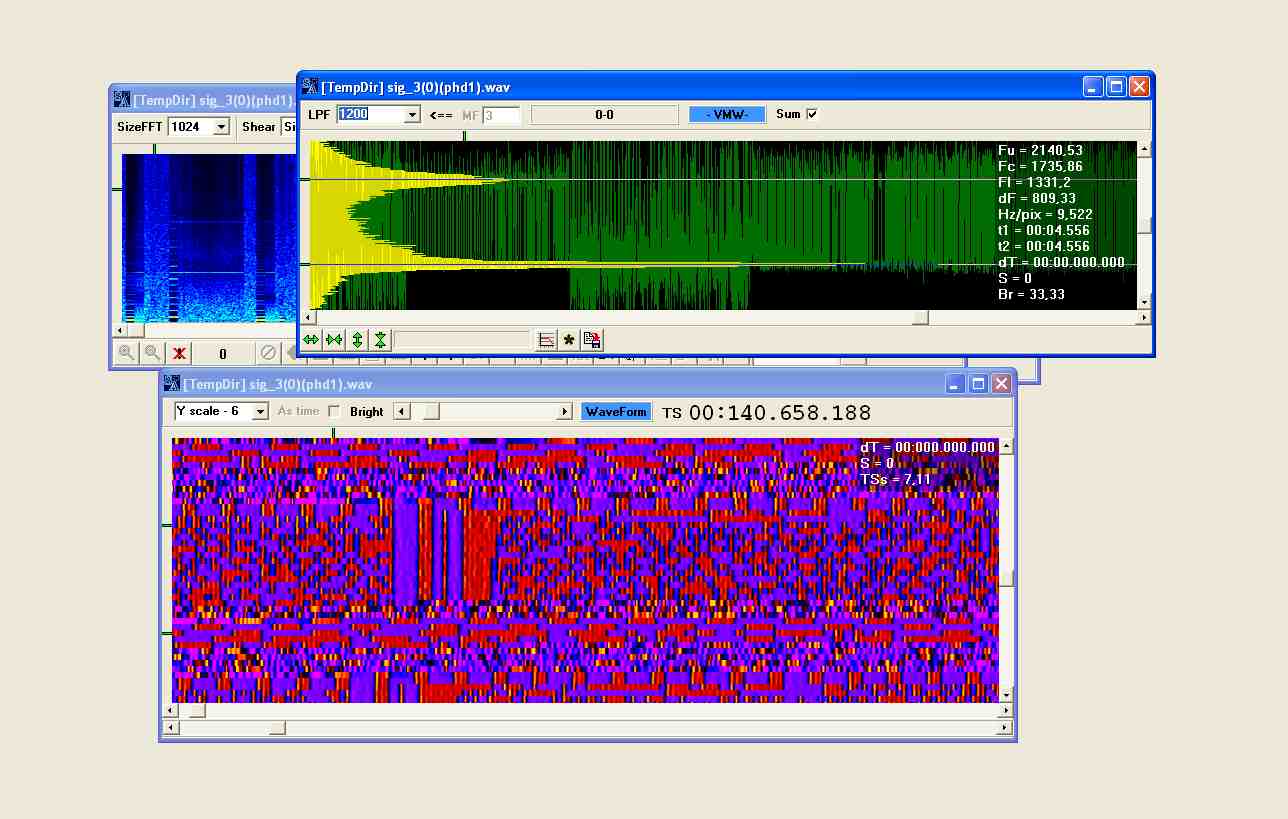 [TempDir] sig_3(0)(phd1).
SizeFFT 1024 Shear Si
0
[TempDir] sig_3(0)(phd1).wav
LPF 1200 <== MF 3 0-0 - VMW- Sum
Fu = 2140,53
Fc = 1735,86
Fl = 1331,2
dF = 809,33
Hz/pix = 9,522
t1 = 00:04.556
t2 = 00:04.556
dT = 00:00.000.000
S = 0
Br = 33,33
[TempDir] sig_3(0)(phd1).wav
Y scale - 6 As time Bright WaveForm TS 00:140.658.188
dT = 00:000.000.000
S = 0
TSs = 7,11